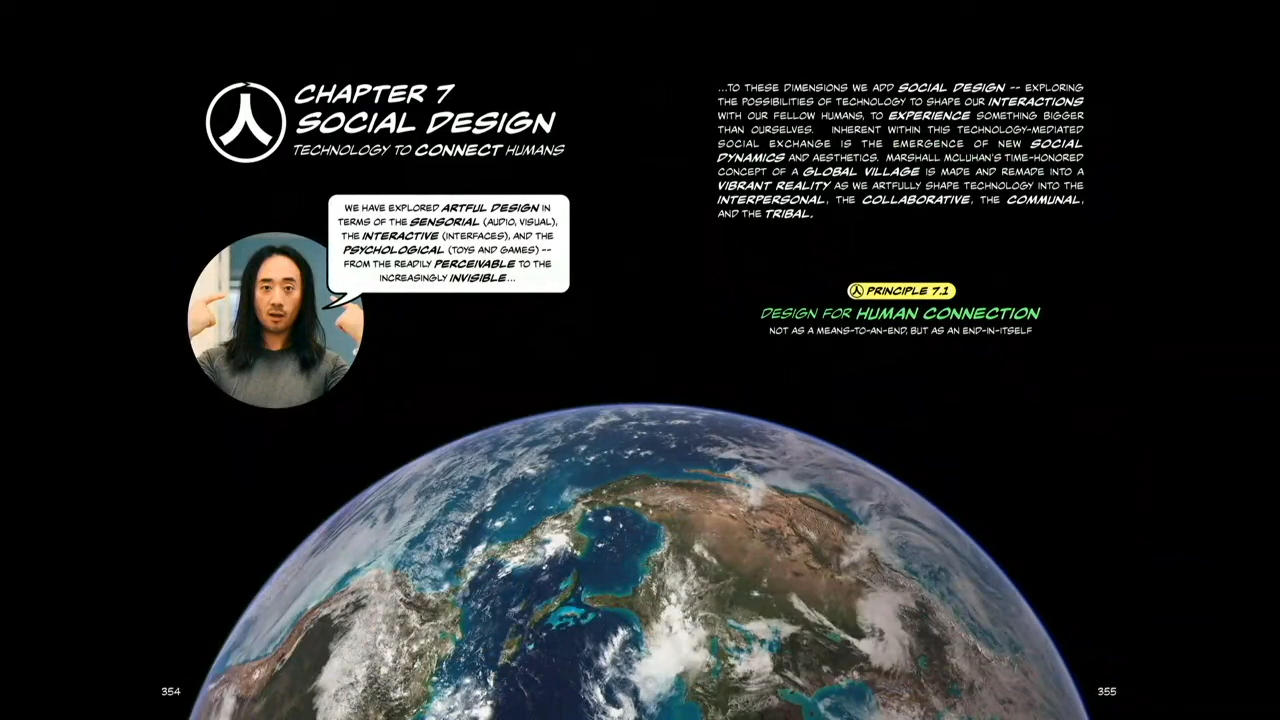 CHAPTER 7
SOCIAL DESIGN
TECHNOLOGY TO CONNECT HUMANS
WE HAVE EXPLORED ARTFUL DESIGN IN
TERMS OF THE SENSORIAL (AUDIO, VISUAL),
THE INTERACTIVE (INTERFACES), AND THE
PSYCHOLOGICAL (TOYS AND GAMES) --
FROM THE READILY PERCEIVABLE TO THE
INCREASINGLY INVISIBLE...
...TO THESE DIMENSIONS WE ADD SOCIAL DESIGN -- EXPLORING
THE POSSIBILITIES OF TECHNOLOGY TO SHAPE OUR INTERACTIONS
WITH OUR FELLOW HUMANS, TO EXPERIENCE SOMETHING BIGGER
THAN OURSELVES. INHERENT WITHIN THIS TECHNOLOGY-MEDIATED
SOCIAL EXCHANGE IS THE EMERGENCE OF NEW SOCIAL
DYNAMICS AND AESTHETICS. MARSHALL MCLUHAN'S TIME-HONORED
CONCEPT OF A GLOBAL VILLAGE IS MADE AND REMADE INTO A
VIBRANT REALITY AS WE ARTFULLY SHAPE TECHNOLOGY INTO THE
INTERPERSONAL, THE COLLABORATIVE, THE COMMUNAL,
AND THE TRIBAL.
PRINCIPLE 7.1
DESIGN FOR HUMAN CONNECTION
NOT AS A MEANS-TO-AN-END, BUT AS AN END-IN-ITSELF
354
355